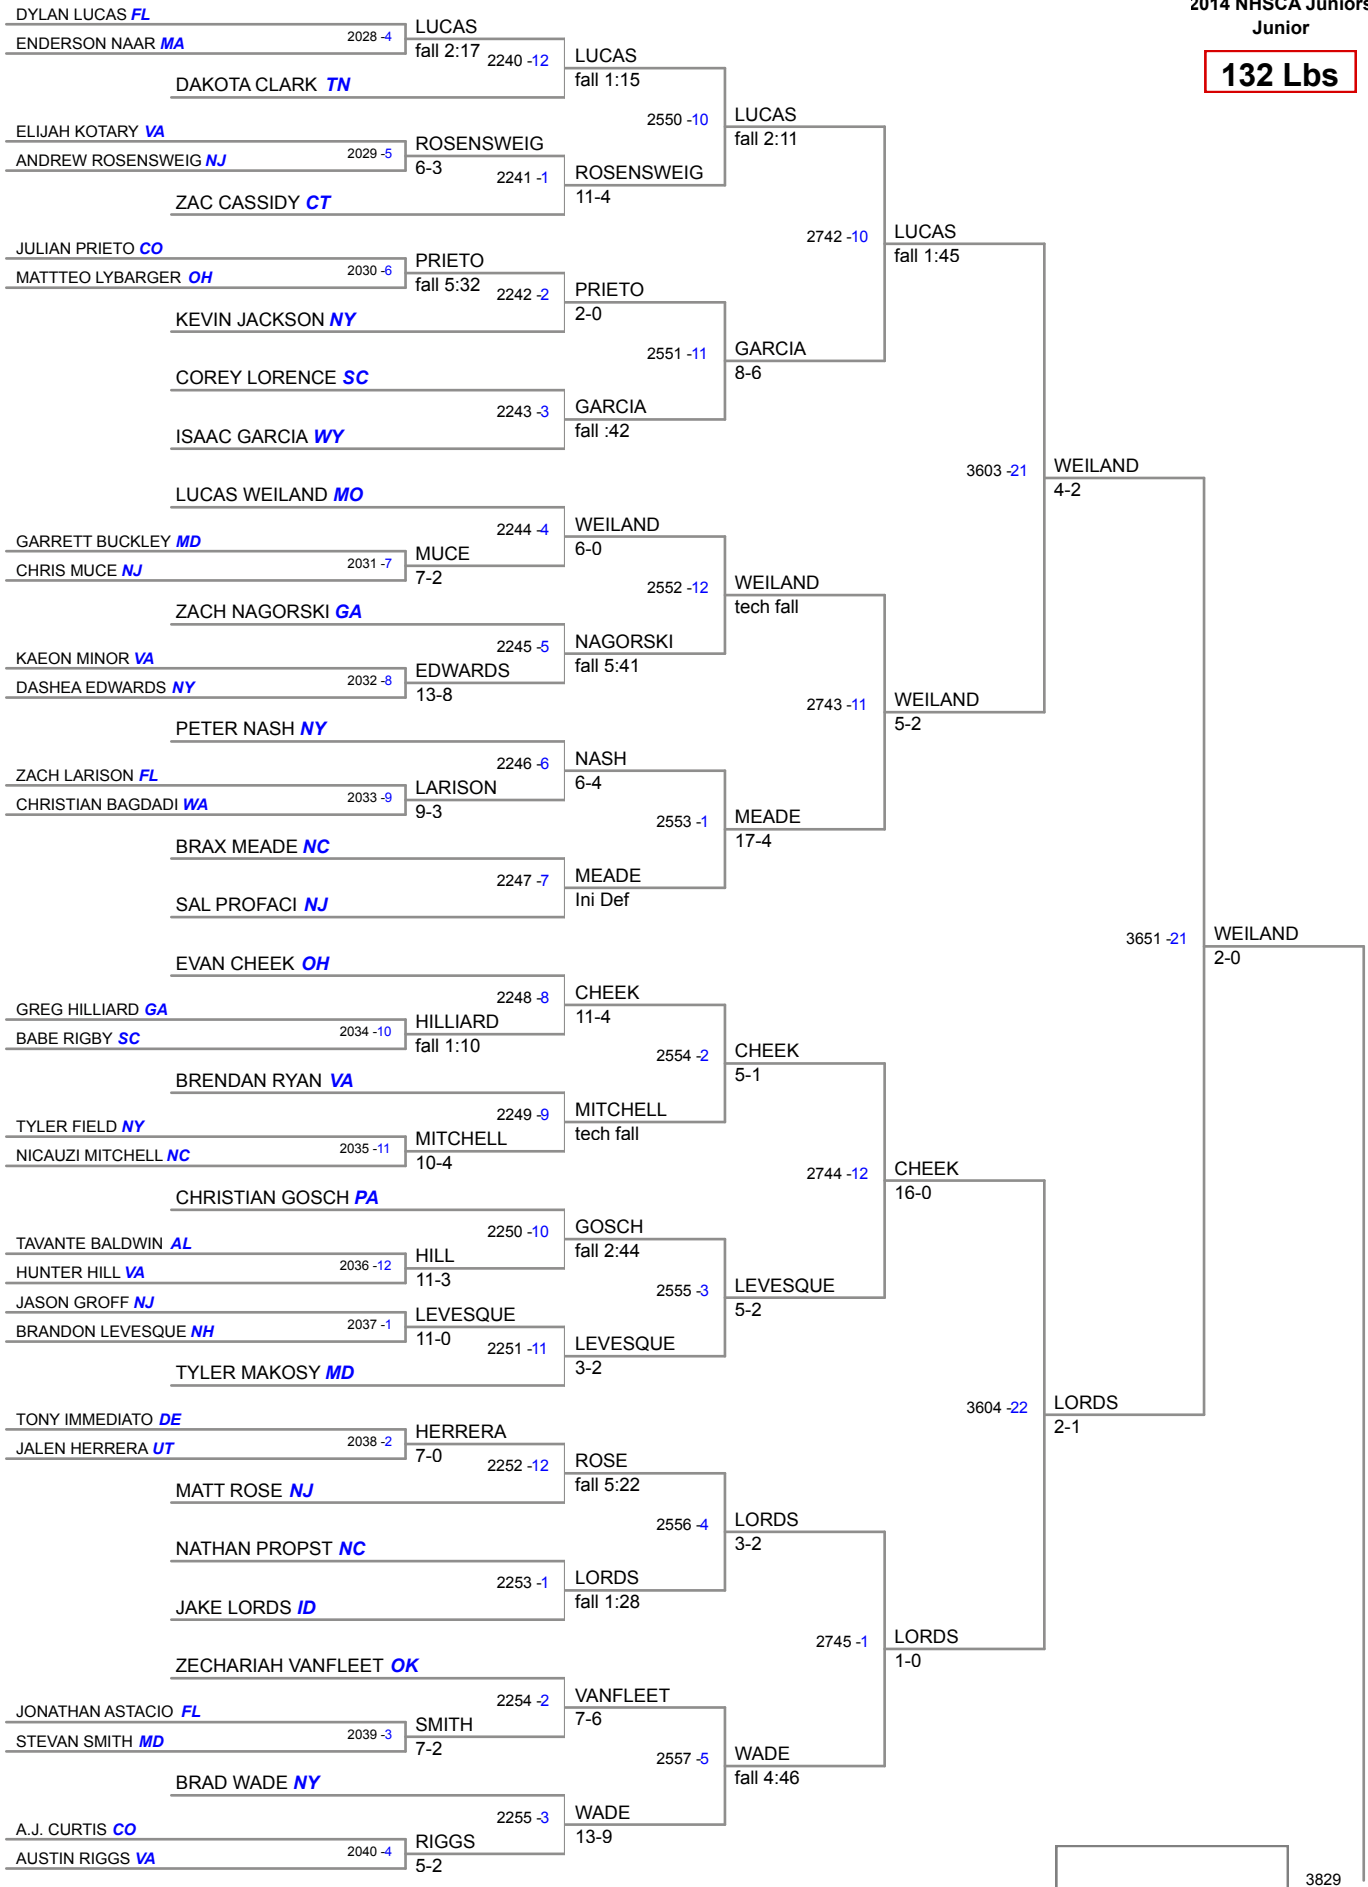 2014 NHSCA Juniors
Junior
132 Lbs
DYLAN LUCAS FL
ENDERSON NAAR MA
2028 -4
LUCAS
fall 2:17
2240 -12
LUCAS
fall 1:15
DAKOTA CLARK TN
2550 -10
LUCAS
fall 2:11
ELIJAH KOTARY VA
ANDREW ROSENSWEIG NJ
2029 -5
ROSENSWEIG
6-3
2241 -1
ROSENSWEIG
11-4
ZAC CASSIDY CT
2742 -10
LUCAS
fall 1:45
JULIAN PRIETO CO
MATTTEO LYBARGER OH
2030 -6
PRIETO
fall 5:32
2242 -2
PRIETO
2-0
KEVIN JACKSON NY
2551 -11
GARCIA
8-6
COREY LORENCE SC
2243 -3
GARCIA
fall :42
ISAAC GARCIA WY
3603 -21
WEILAND
4-2
LUCAS WEILAND MO
2244 -4
WEILAND
6-0
GARRETT BUCKLEY MD
CHRIS MUCE NJ
2031 -7
MUCE
7-2
2552 -12
WEILAND
tech fall
ZACH NAGORSKI GA
2245 -5
NAGORSKI
fall 5:41
KAEON MINOR VA
DASHEA EDWARDS NY
2032 -8
EDWARDS
13-8
2743 -11
WEILAND
5-2
PETER NASH NY
2246 -6
NASH
6-4
ZACH LARISON FL
CHRISTIAN BAGDADI WA
2033 -9
LARISON
9-3
2553 -1
MEADE
17-4
BRAX MEADE NC
2247 -7
MEADE
Ini Def
SAL PROFACI NJ
3651 -21
WEILAND
2-0
EVAN CHEEK OH
2248 -8
CHEEK
11-4
GREG HILLIARD GA
BABE RIGBY SC
2034 -10
HILLIARD
fall 1:10
2554 -2
CHEEK
5-1
BRENDAN RYAN VA
2249 -9
MITCHELL
tech fall
TYLER FIELD NY
NICAUZI MITCHELL NC
2035 -11
MITCHELL
10-4
2744 -12
CHEEK
16-0
CHRISTIAN GOSCH PA
2250 -10
GOSCH
fall 2:44
TAVANTE BALDWIN AL
HUNTER HILL VA
2036 -12
HILL
11-3
2555 -3
LEVESQUE
5-2
JASON GROFF NJ
BRANDON LEVESQUE NH
2037 -1
LEVESQUE
11-0
2251 -11
LEVESQUE
3-2
TYLER MAKOSY MD
3604 -22
LORDS
2-1
TONY IMMEDIATO DE
JALEN HERRERA UT
2038 -2
HERRERA
7-0
2252 -12
ROSE
fall 5:22
MATT ROSE NJ
2556 -4
LORDS
3-2
NATHAN PROPST NC
2253 -1
LORDS
fall 1:28
JAKE LORDS ID
2745 -1
LORDS
1-0
ZECHARIAH VANFLEET OK
2254 -2
VANFLEET
7-6
JONATHAN ASTACIO FL
STEVAN SMITH MD
2039 -3
SMITH
7-2
2557 -5
WADE
fall 4:46
BRAD WADE NY
2255 -3
WADE
13-9
A.J. CURTIS CO
AUSTIN RIGGS VA
2040 -4
RIGGS
5-2
3829